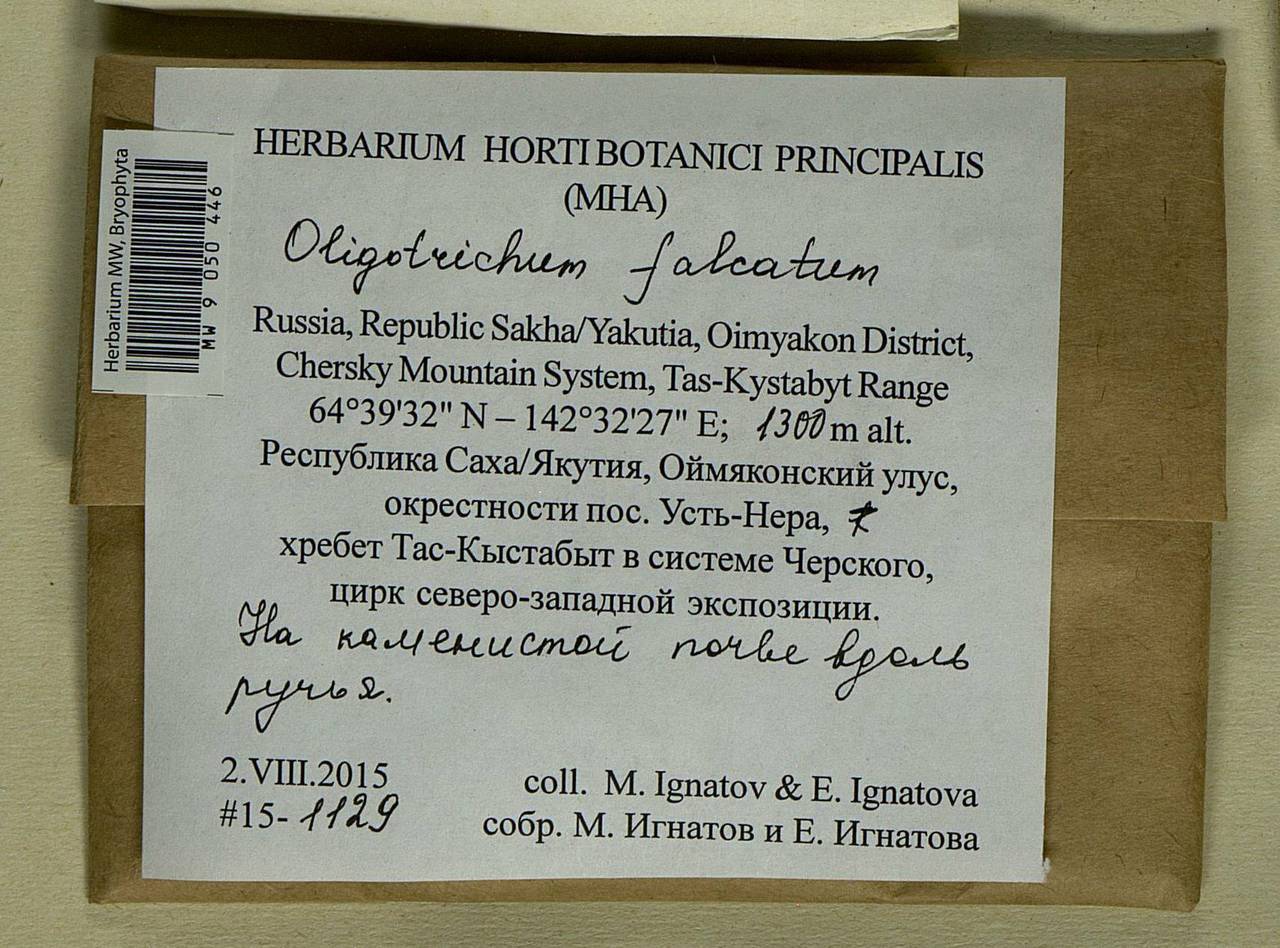 HERBARIUM HORTI BOTANICI PRINCIPALIS
(MHA)
Oligotrichum falcatum
Russia, Republic Sakha/Yakutia, Oimyakon District,
Chersky Mountain System, Tas-Kystabyt Range
64°39'32" N – 142°32'27" E; 1300 m alt.
Республика Саха/Якутия, Оймяконский улус,
окрестности пос. Усть-Нера,
хребет Тас-Кыстабыт в системе Черского,
цирк северо-западной экспозиции.
На каменистой почве вдоль
ручья.
2.VIII.2015
#15-1129
coll. M. Ignatov & E. Ignatova
собр. М. Игнатов и Е. Игнатова
Herbarium MW, Bryophyta
MW 9 050 446